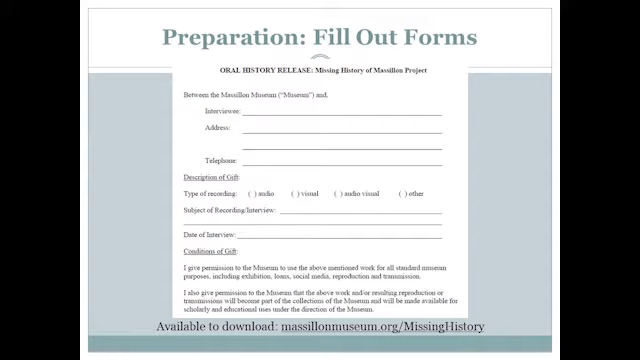 Preparation: Fill Out Forms
ORAL HISTORY RELEASE: Missing History of Massillon Project
Between the Massillon Museum ("Museum") and,
Interviewee:
Address:
Telephone:
Description of Gift:
Type of recording: ( ) audio ( ) visual ( ) audio visual ( ) other
Subject of Recording/Interview:
Date of Interview:
Conditions of Gift:
I give permission to the Museum to use the above mentioned work for all standard museum
purposes, including exhibition, loans, social media, reproduction and transmission.
I also give permission to the Museum that the above work and/or resulting reproduction or
transmissions will become part of the collections of the Museum and will be made available for
scholarly and educational uses under the direction of the Museum.
Available to download: massillonmuseum.org/MissingHistory